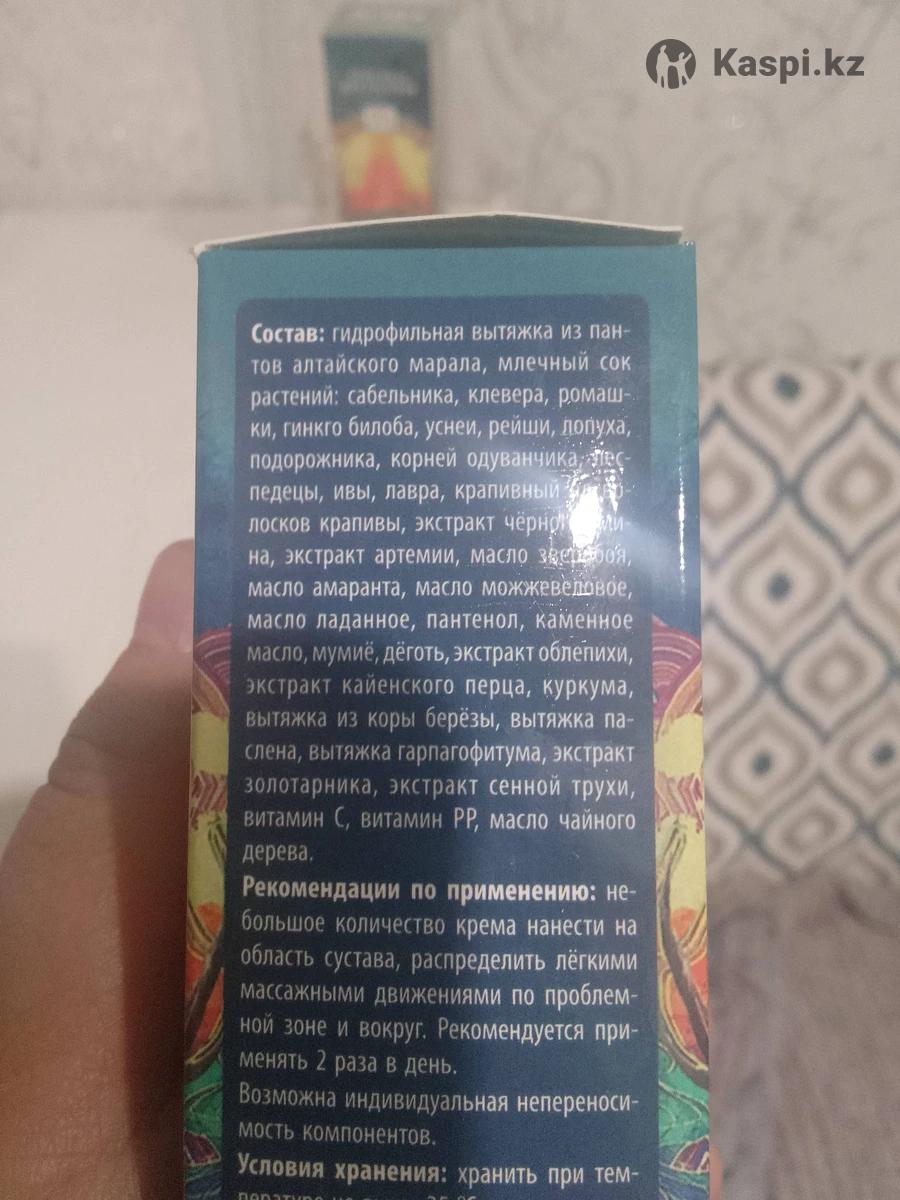 Kaspi.kz
Состав: гидрофильная вытяжка из пан-
тов алтайского марала, млечный сок
растений: сабельника, клевера, ромаш-
ки, гинкго билоба, уснеи, рейши, лопуха,
подорожника, корней одуванчика, лес-
педецы, ивы, лавра, крапивный
лосков крапивы, экстракт чёрного тми-
на, экстракт артемии, масло зверобоя,
масло амаранта, масло можжевеловое,
масло ладанное, пантенол, каменное
масло, мумиё, дёготь, экстракт облепихи,
экстракт кайенского перца, куркума,
вытяжка из коры берёзы, вытяжка па-
слена, вытяжка гарпагофитума, экстракт
золотарника, экстракт сенной трухи,
витамин С, витамин РР, масло чайного
дерева.
Рекомендации по применению: не-
большое количество крема нанести на
область сустава, распределить лёгкими
массажными движениями по проблем-
ной зоне и вокруг. Рекомендуется при-
менять 2 раза в день.
Возможна индивидуальная непереноси-
мость компонентов.
Условия хранения: хранить при тем-